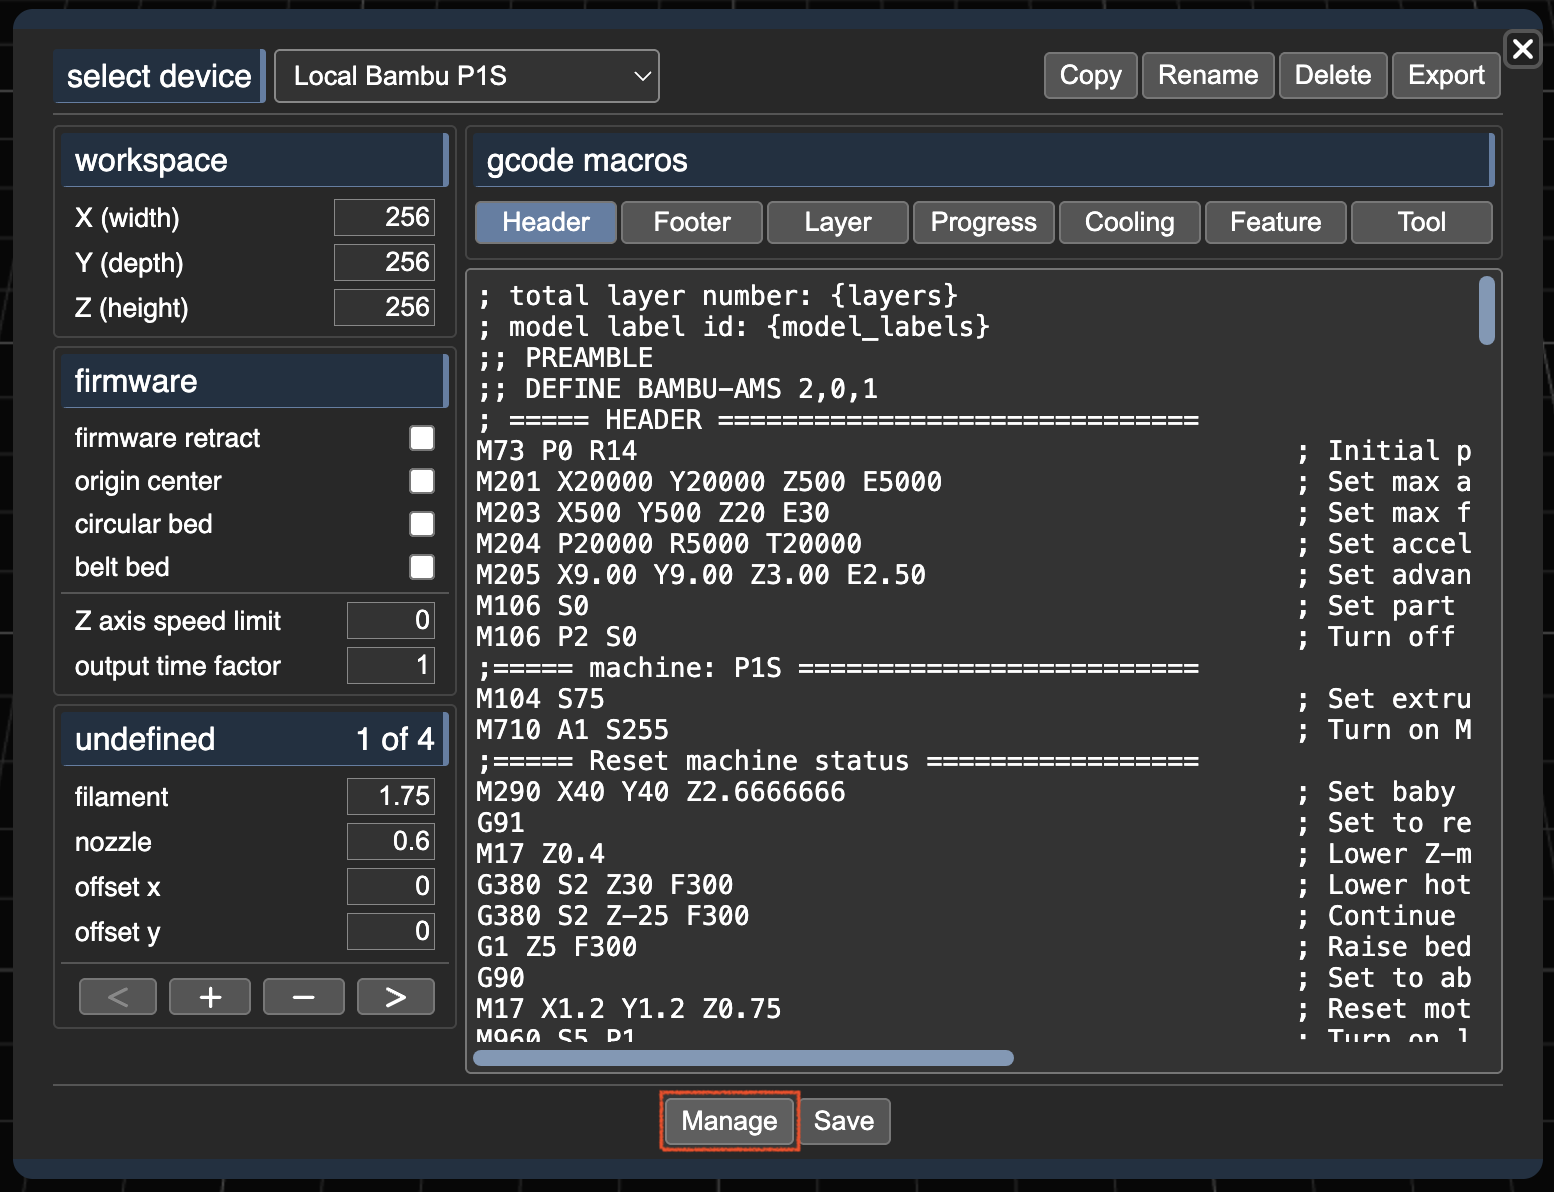 select device Local Bambu P1S Copy Rename Delete Export
workspace
X (width) 256
Y (depth) 256
Z (height) 256
firmware
firmware retract
origin center
circular bed
belt bed
Z axis speed limit 0
output time factor 1
undefined 1 of 4
filament 1.75
nozzle 0.6
offset x 0
offset y 0
< + − >
gcode macros
Header Footer Layer Progress Cooling Feature Tool
; total layer number: {layers}
; model label id: {model_labels}
;; PREAMBLE
;; DEFINE BAMBU-AMS 2,0,1
; ===== HEADER ==============================
M73 P0 R14 ; Initial p
M201 X20000 Y20000 Z500 E5000 ; Set max a
M203 X500 Y500 Z20 E30 ; Set max f
M204 P20000 R5000 T20000 ; Set accel
M205 X9.00 Y9.00 Z3.00 E2.50 ; Set advan
M106 S0 ; Set part
M106 P2 S0 ; Turn off
;===== machine: P1S =========================
M104 S75 ; Set extru
M710 A1 S255 ; Turn on M
;===== Reset machine status =================
M290 X40 Y40 Z2.6666666 ; Set baby
G91 ; Set to re
M17 Z0.4 ; Lower Z-m
G380 S2 Z30 F300 ; Lower hot
G380 S2 Z-25 F300 ; Continue
G1 Z5 F300 ; Raise bed
G90 ; Set to ab
M17 X1.2 Y1.2 Z0.75 ; Reset mot
M960 S5 P1 ; Turn on l
Manage Save